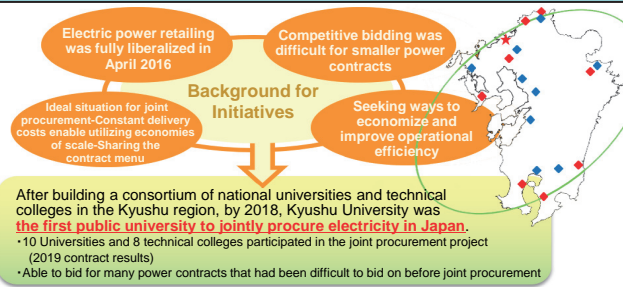 Electric power retailing
was fully liberalized in
April 2016
Competitive bidding was
difficult for smaller power
contracts
Background for
Initiatives
Ideal situation for joint
procurement-Constant delivery
costs enable utilizing economies
of scale-Sharing the
contract menu
Seeking ways to
economize and
improve operational
efficiency
After building a consortium of national universities and technical
colleges in the Kyushu region, by 2018, Kyushu University was
the first public university to jointly procure electricity in Japan.
・10 Universities and 8 technical colleges participated in the joint procurement project
(2019 contract results)
・Able to bid for many power contracts that had been difficult to bid on before joint procurement